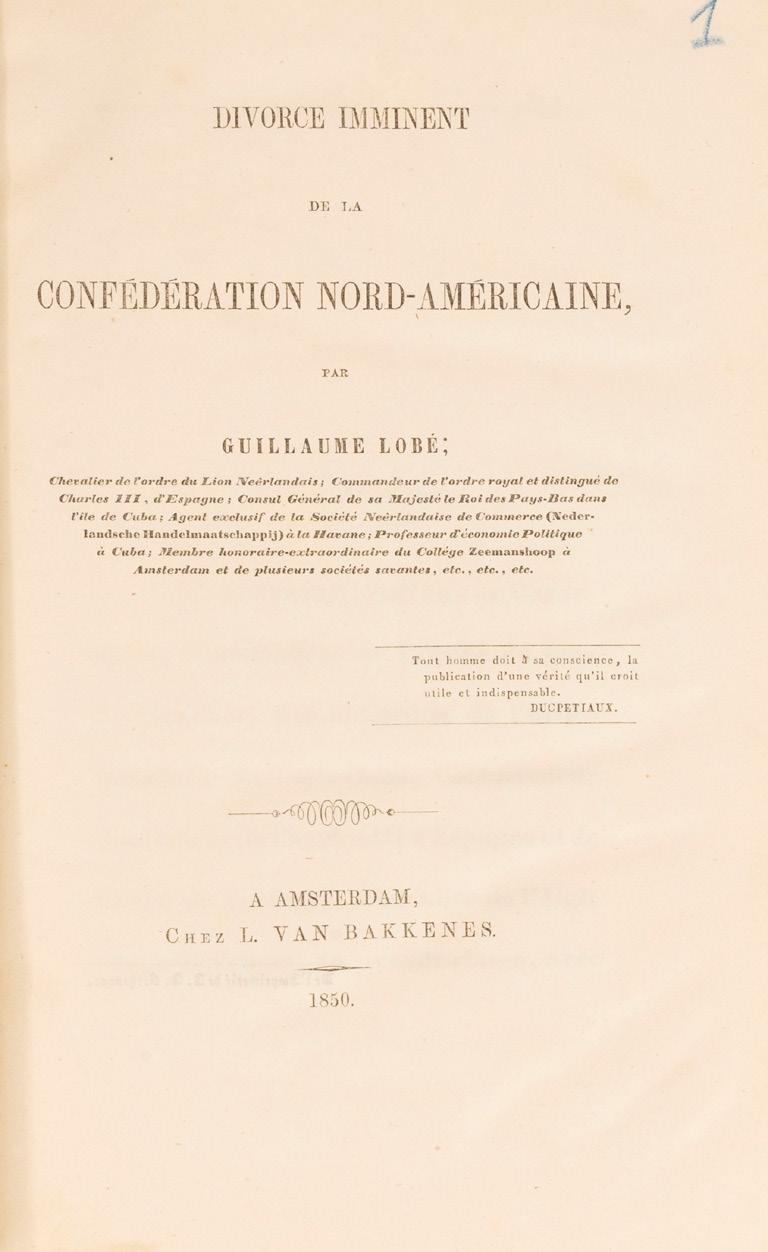 1
DIVORCE IMMINENT
DE LA
CONFÉDÉRATION NORD-AMÉRICAINE,
PAR
GUILLAUME LOBÉ;
Chevalier de l'ordre du Lion Neêrlandais; Commandeur de l'ordre royal et distingué de
Charles III, d'Espagne; Consul Général de sa Majesté le Roi des Pays-Bas dans
l'ile de Cuba; Agent exclusif de la Société Neêrlandaise de Commerce (Neder-
landsche Handelmaatschappij) à la Havane; Professeur d'économie Politique
à Cuba; Membre honoraire-extraordinaire du Collége Zeemanshoop à
Amsterdam et de plusieurs sociétés savantes, etc., etc., etc.
Tout homme doit à sa conscience, la
publication d'une vérité qu'il croit
utile et indispensable.
DUCPETIAUX.
A AMSTERDAM,
CHEZ L. VAN BAKKENES.
1850.